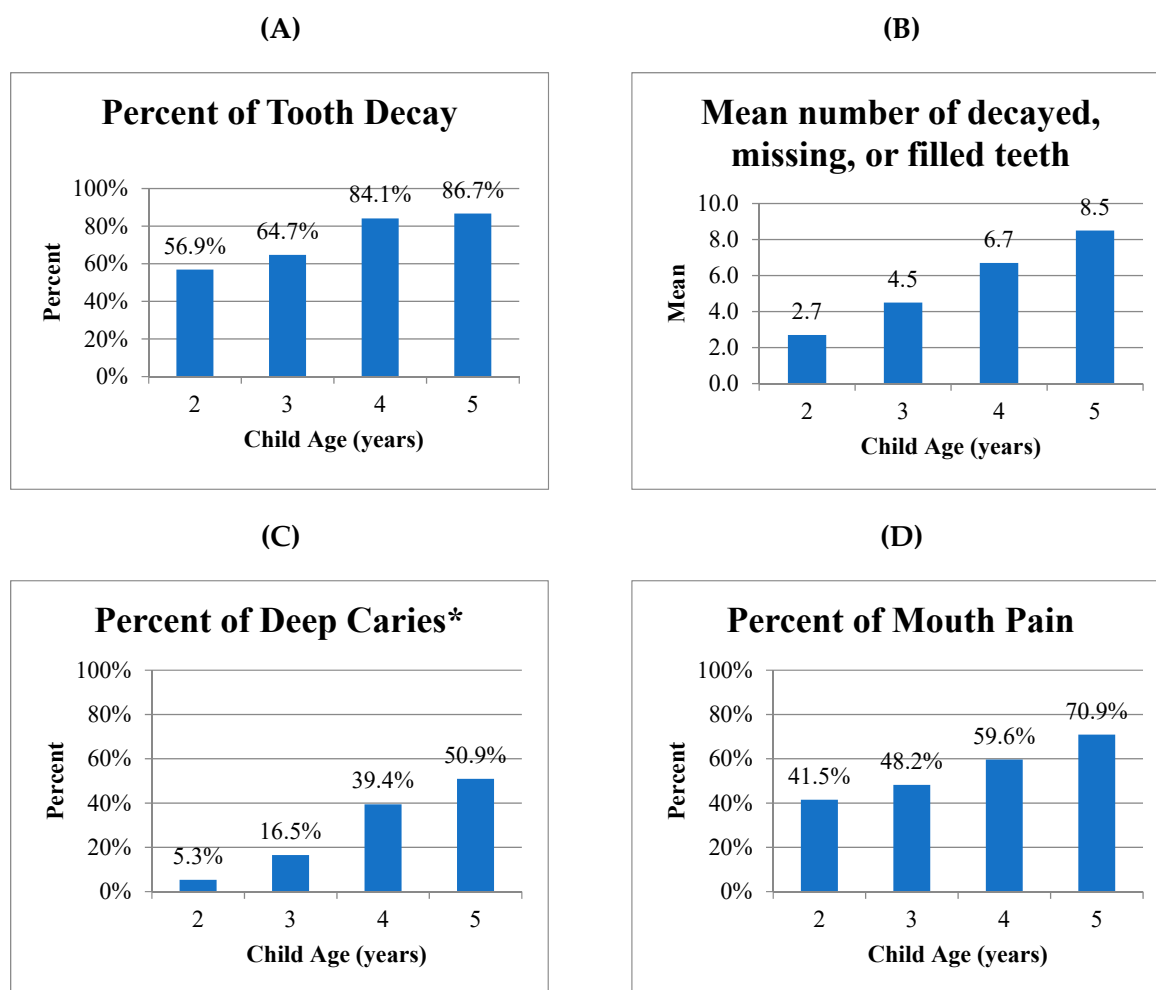 (A)
Percent of Tooth Decay
Percent
100%
80%
60%
40%
20%
0%
56.9%
64.7%
84.1%
86.7%
2 3 4 5
Child Age (years)
(B)
Mean number of decayed,
missing, or filled teeth
Mean
10.0
8.0
6.0
4.0
2.0
0.0
2.7
4.5
6.7
8.5
2 3 4 5
Child Age (years)
(C)
Percent of Deep Caries*
Percent
100%
80%
60%
40%
20%
0%
5.3%
16.5%
39.4%
50.9%
2 3 4 5
Child Age (years)
(D)
Percent of Mouth Pain
Percent
100%
80%
60%
40%
20%
0%
41.5%
48.2%
59.6%
70.9%
2 3 4 5
Child Age (years)